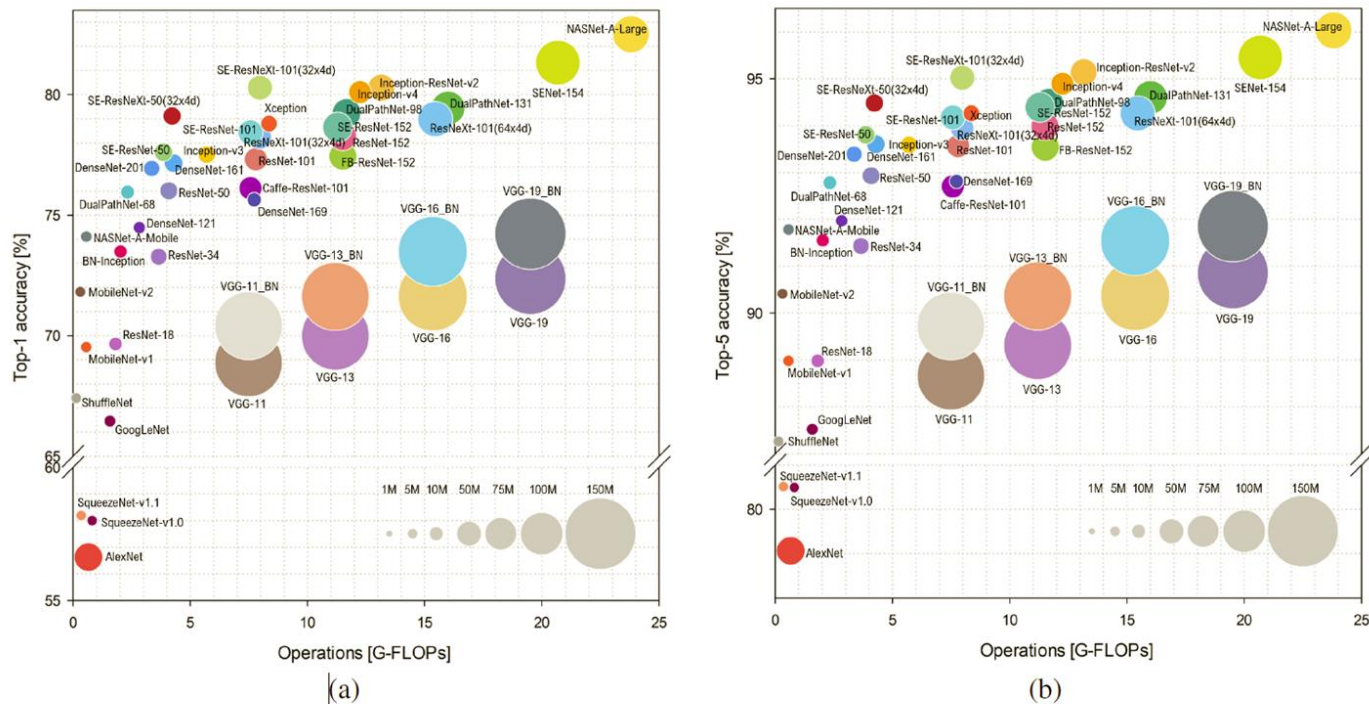 80
75
70
65
60
55
Top-1 accuracy [%]
NASNet-A-Large
SENet-154
SE-ResNeXt-101(32x4d)
Inception-ResNet-v2
SE-ResNeXt-50(32x4d)
Xception
Inception-v4
DualPathNet-98
DualPathNet-131
SE-ResNet-101
SE-ResNet-152
ResNeXt-101(64x4d)
ResNeXt-101(32x4d)
ResNet-152
SE-ResNet-50
Inception-v3
DenseNet-201
DenseNet-161
ResNet-101
FB-ResNet-152
ResNet-50
Caffe-ResNet-101
DualPathNet-68
DenseNet-169
VGG-19_BN
DenseNet-121
VGG-16_BN
NASNet-A-Mobile
BN-Inception
ResNet-34
VGG-13_BN
MobileNet-v2
VGG-11_BN
ResNet-18
VGG-16
VGG-19
MobileNet-v1
VGG-13
ShuffleNet
VGG-11
GoogLeNet
1M 5M 10M 50M 75M 100M 150M
SqueezeNet-v1.1
SqueezeNet-v1.0
AlexNet
0 5 10 15 20 25
Operations [G-FLOPs]
(a)
95
90
80
Top-5 accuracy [%]
NASNet-A-Large
SENet-154
SE-ResNeXt-101(32x4d)
Inception-ResNet-v2
SE-ResNeXt-50(32x4d)
Inception-v4
DualPathNet-131
DualPathNet-98
Xception
SE-ResNet-101
SE-ResNet-152
ResNeXt-101(64x4d)
ResNeXt-101(32x4d)
ResNet-152
SE-ResNet-50
Inception-v3
DenseNet-201
DenseNet-161
ResNet-101
FB-ResNet-152
ResNet-50
DenseNet-169
DualPathNet-68
Caffe-ResNet-101
DenseNet-121
VGG-19_BN
NASNet-A-Mobile
VGG-16_BN
BN-Inception
ResNet-34
VGG-13_BN
MobileNet-v2
VGG-11_BN
VGG-19
VGG-16
ResNet-18
MobileNet-v1
VGG-13
GoogLeNet
VGG-11
ShuffleNet
1M 5M 10M 50M 75M 100M 150M
SqueezeNet-v1.1
SqueezeNet-v1.0
AlexNet
0 5 10 15 20 25
Operations [G-FLOPs]
(b)